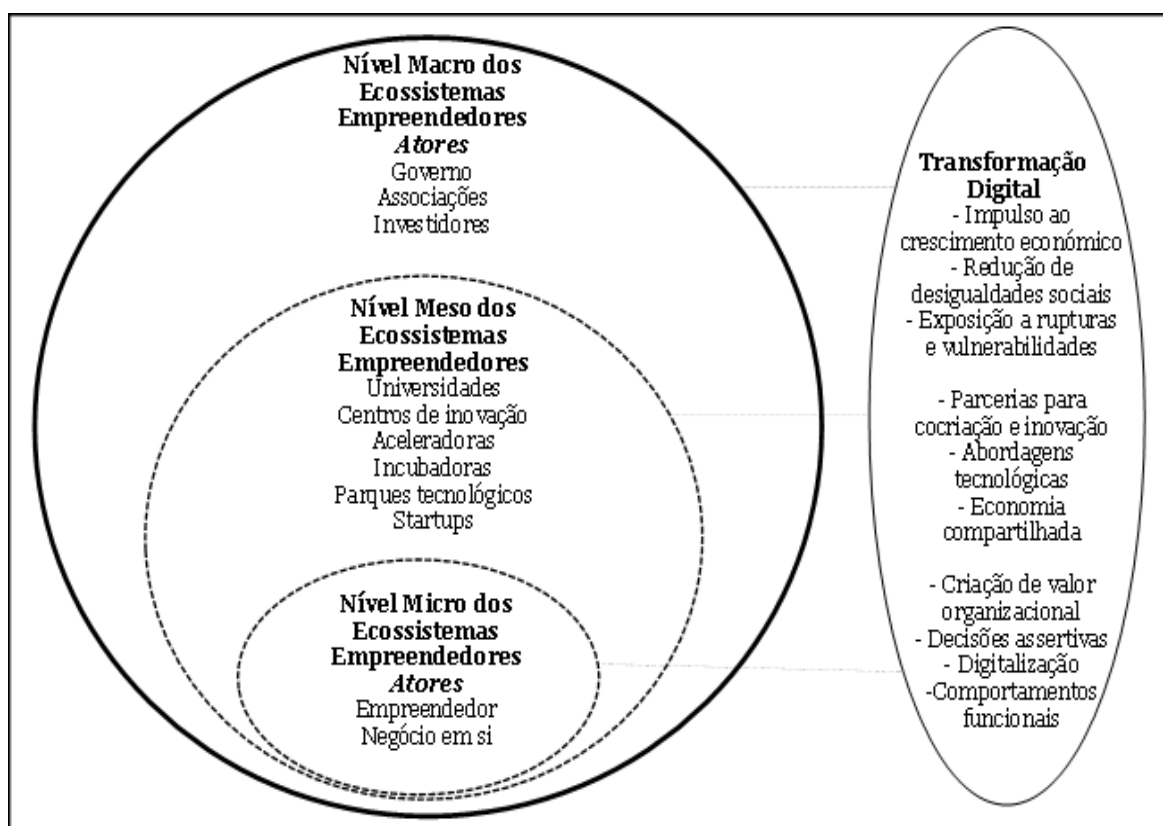 Nível Macro dos
Ecossistemas
Empreendedores
Atores
Governo
Associações
Investidores
Nível Meso dos
Ecossistemas
Empreendedores
Universidades
Centros de inovação
Aceleradoras
Incubadoras
Parques tecnológicos
Startups
Nível Micro dos
Ecossistemas
Empreendedores
Atores
Empreendedor
Negócio em si
Transformação
Digital
- Impulso ao
crescimento económico
- Redução de
desigualdades sociais
- Exposição a rupturas
e vulnerabilidades
- Parcerias para
cocriação e inovação
- Abordagens
tecnológicas
- Economia
compartilhada
- Criação de valor
organizacional
- Decisões assertivas
- Digitalização
-Comportamentos
funcionais